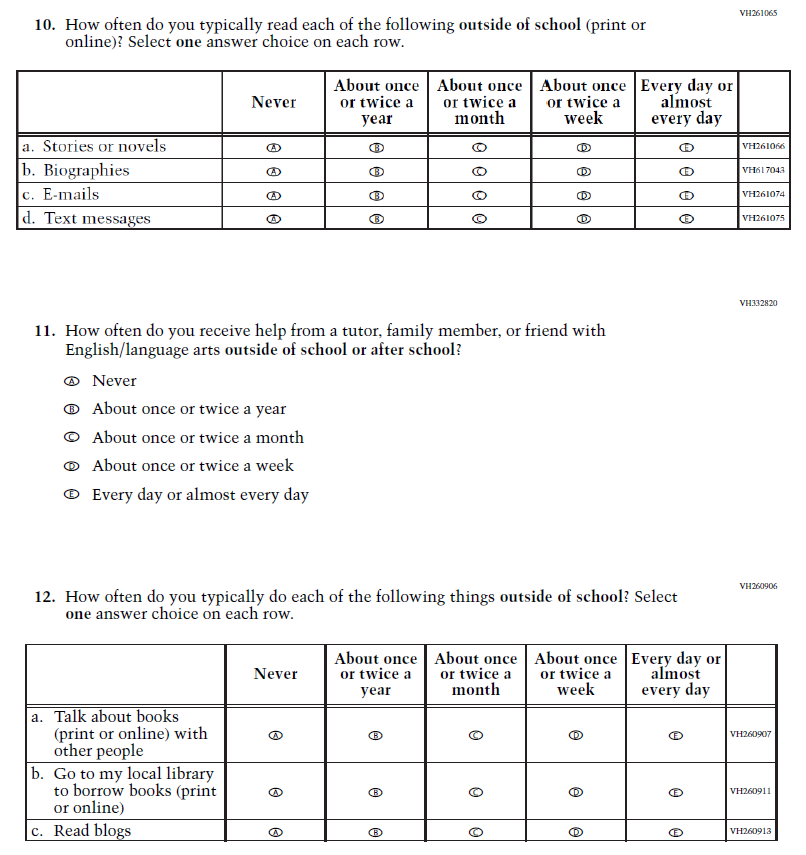 VH261065
10. How often do you typically read each of the following outside of school (print or
online)? Select one answer choice on each row.
Never
About once or twice a year
About once or twice a month
About once or twice a week
Every day or almost every day
a. Stories or novels A B C D E VH261066
b. Biographies A B C D E VH617043
c. E-mails A B C D E VH261074
d. Text messages A B C D E VH261075
VH332820
11. How often do you receive help from a tutor, family member, or friend with
English/language arts outside of school or after school?
A Never
B About once or twice a year
C About once or twice a month
D About once or twice a week
E Every day or almost every day
VH260906
12. How often do you typically do each of the following things outside of school? Select
one answer choice on each row.
Never
About once or twice a year
About once or twice a month
About once or twice a week
Every day or almost every day
a. Talk about books
(print or online) with
other people
A B C D E VH260907
b. Go to my local library
to borrow books (print
or online)
A B C D E VH260911
c. Read blogs A B C D E VH260913